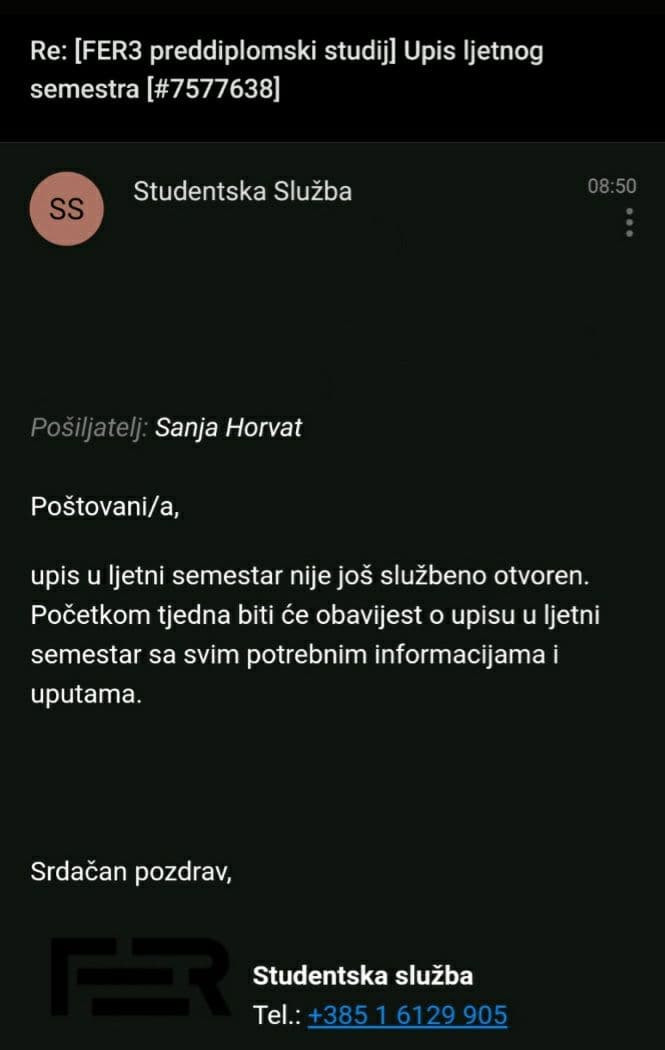 Re: [FER3 preddiplomski studij] Upis ljetnog
semestra [#7577638]
SS
Studentska Služba
08:50
Pošiljatelj: Sanja Horvat
Poštovani/a,
upis u ljetni semestar nije još službeno otvoren.
Početkom tjedna biti će obavijest o upisu u ljetni
semestar sa svim potrebnim informacijama i
uputama.
Srdačan pozdrav,
FER
Studentska služba
Tel.: +385 1 6129 905